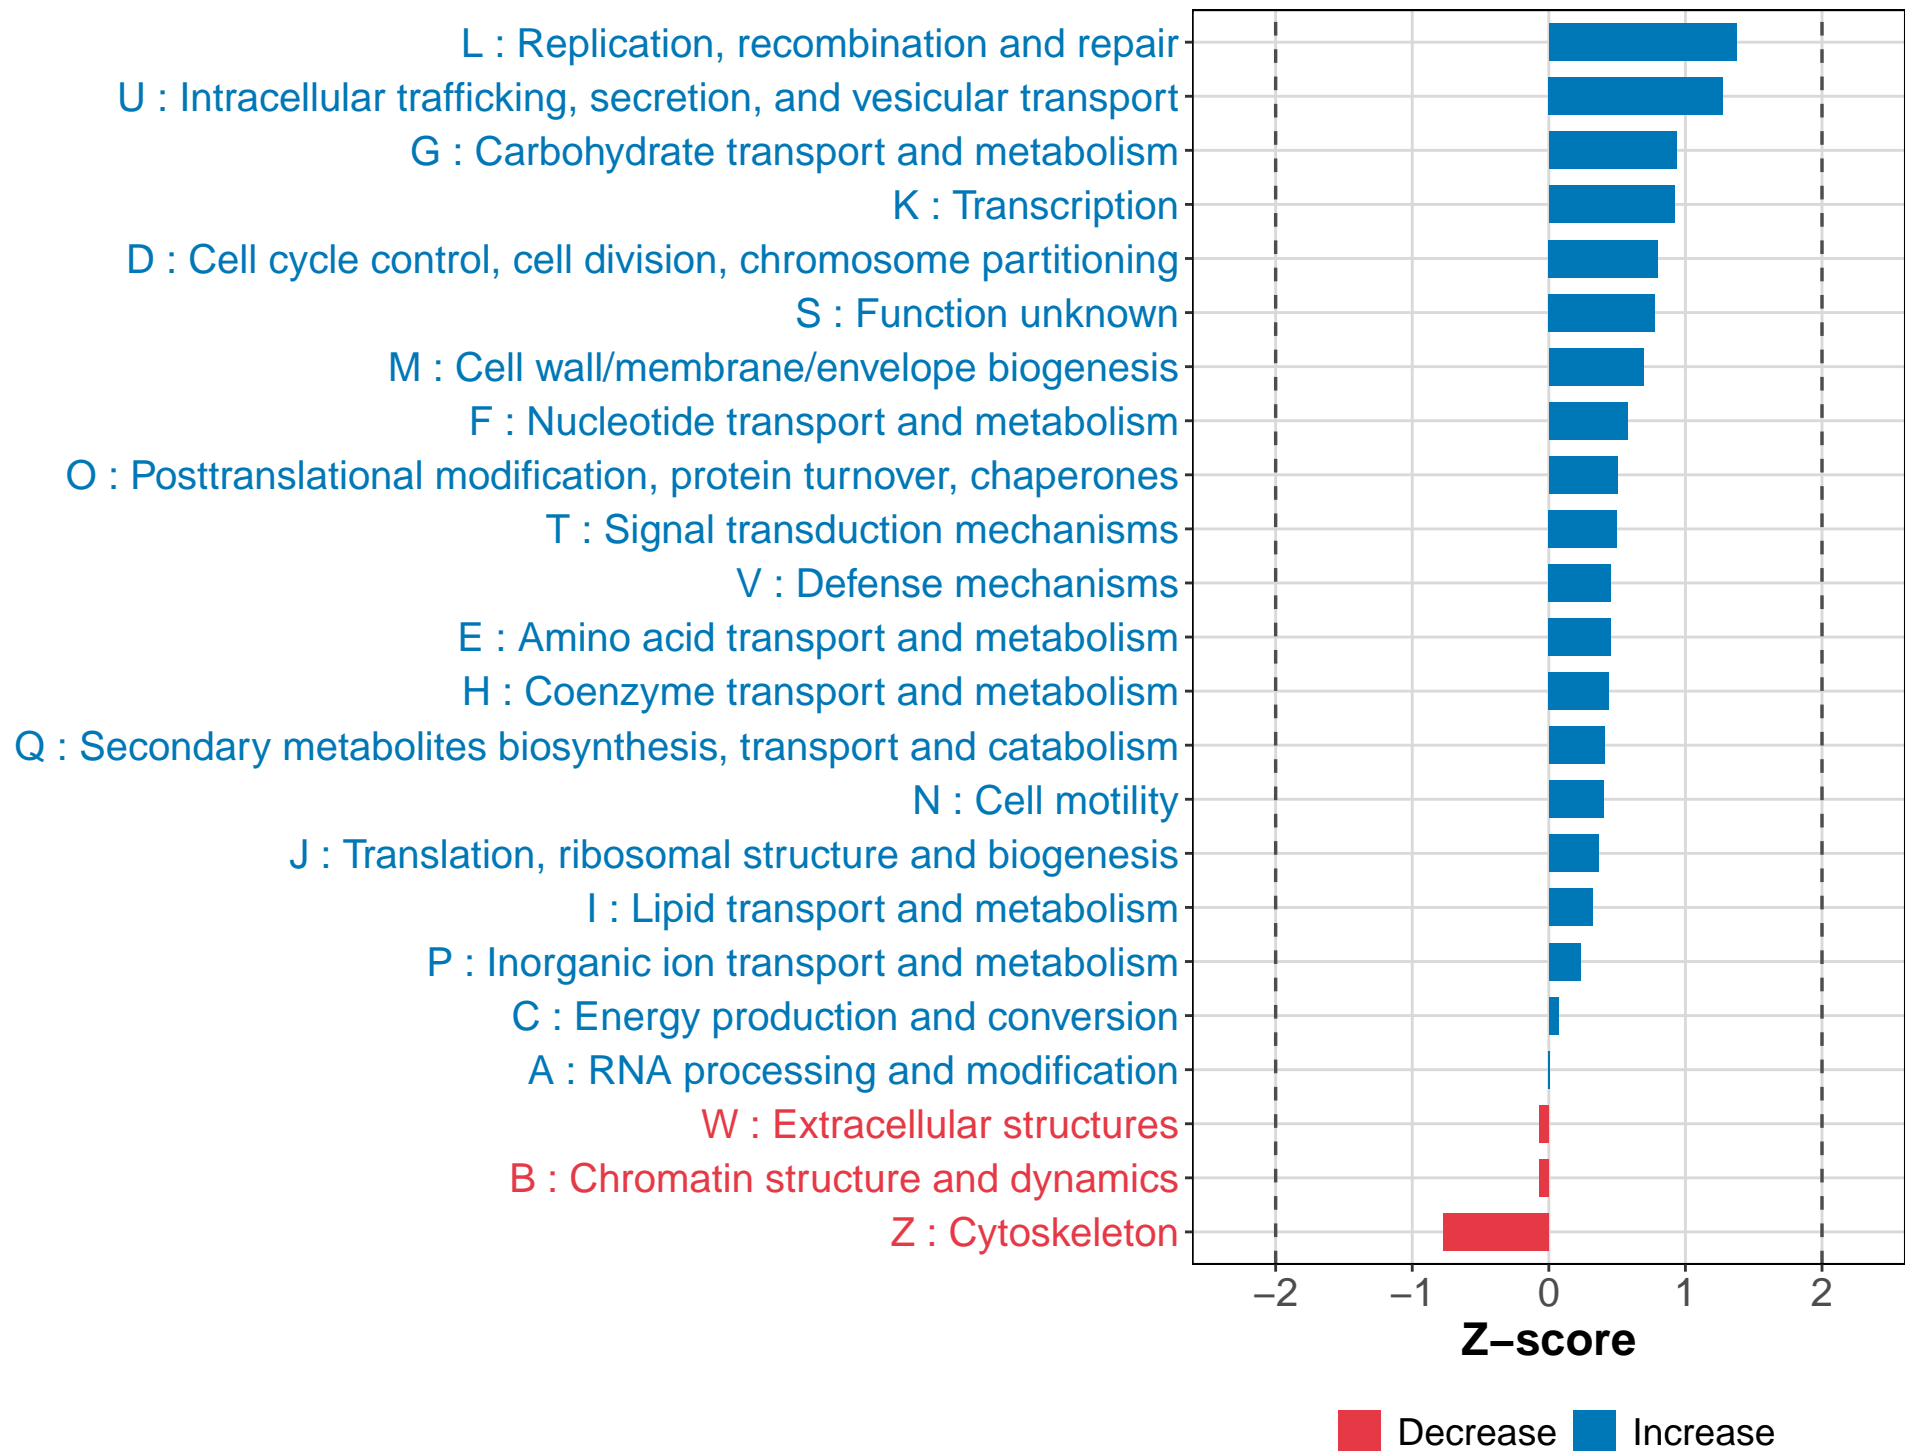 L : Replication, recombination and repair
U : Intracellular trafficking, secretion, and vesicular transport
G : Carbohydrate transport and metabolism
K : Transcription
D : Cell cycle control, cell division, chromosome partitioning
S : Function unknown
M : Cell wall/membrane/envelope biogenesis
F : Nucleotide transport and metabolism
O : Posttranslational modification, protein turnover, chaperones
T : Signal transduction mechanisms
V : Defense mechanisms
E : Amino acid transport and metabolism
H : Coenzyme transport and metabolism
Q : Secondary metabolites biosynthesis, transport and catabolism
N : Cell motility
J : Translation, ribosomal structure and biogenesis
I : Lipid transport and metabolism
P : Inorganic ion transport and metabolism
C : Energy production and conversion
A : RNA processing and modification
W : Extracellular structures
B : Chromatin structure and dynamics
Z : Cytoskeleton
−2 −1 0 1 2
Z−score
Decrease Increase